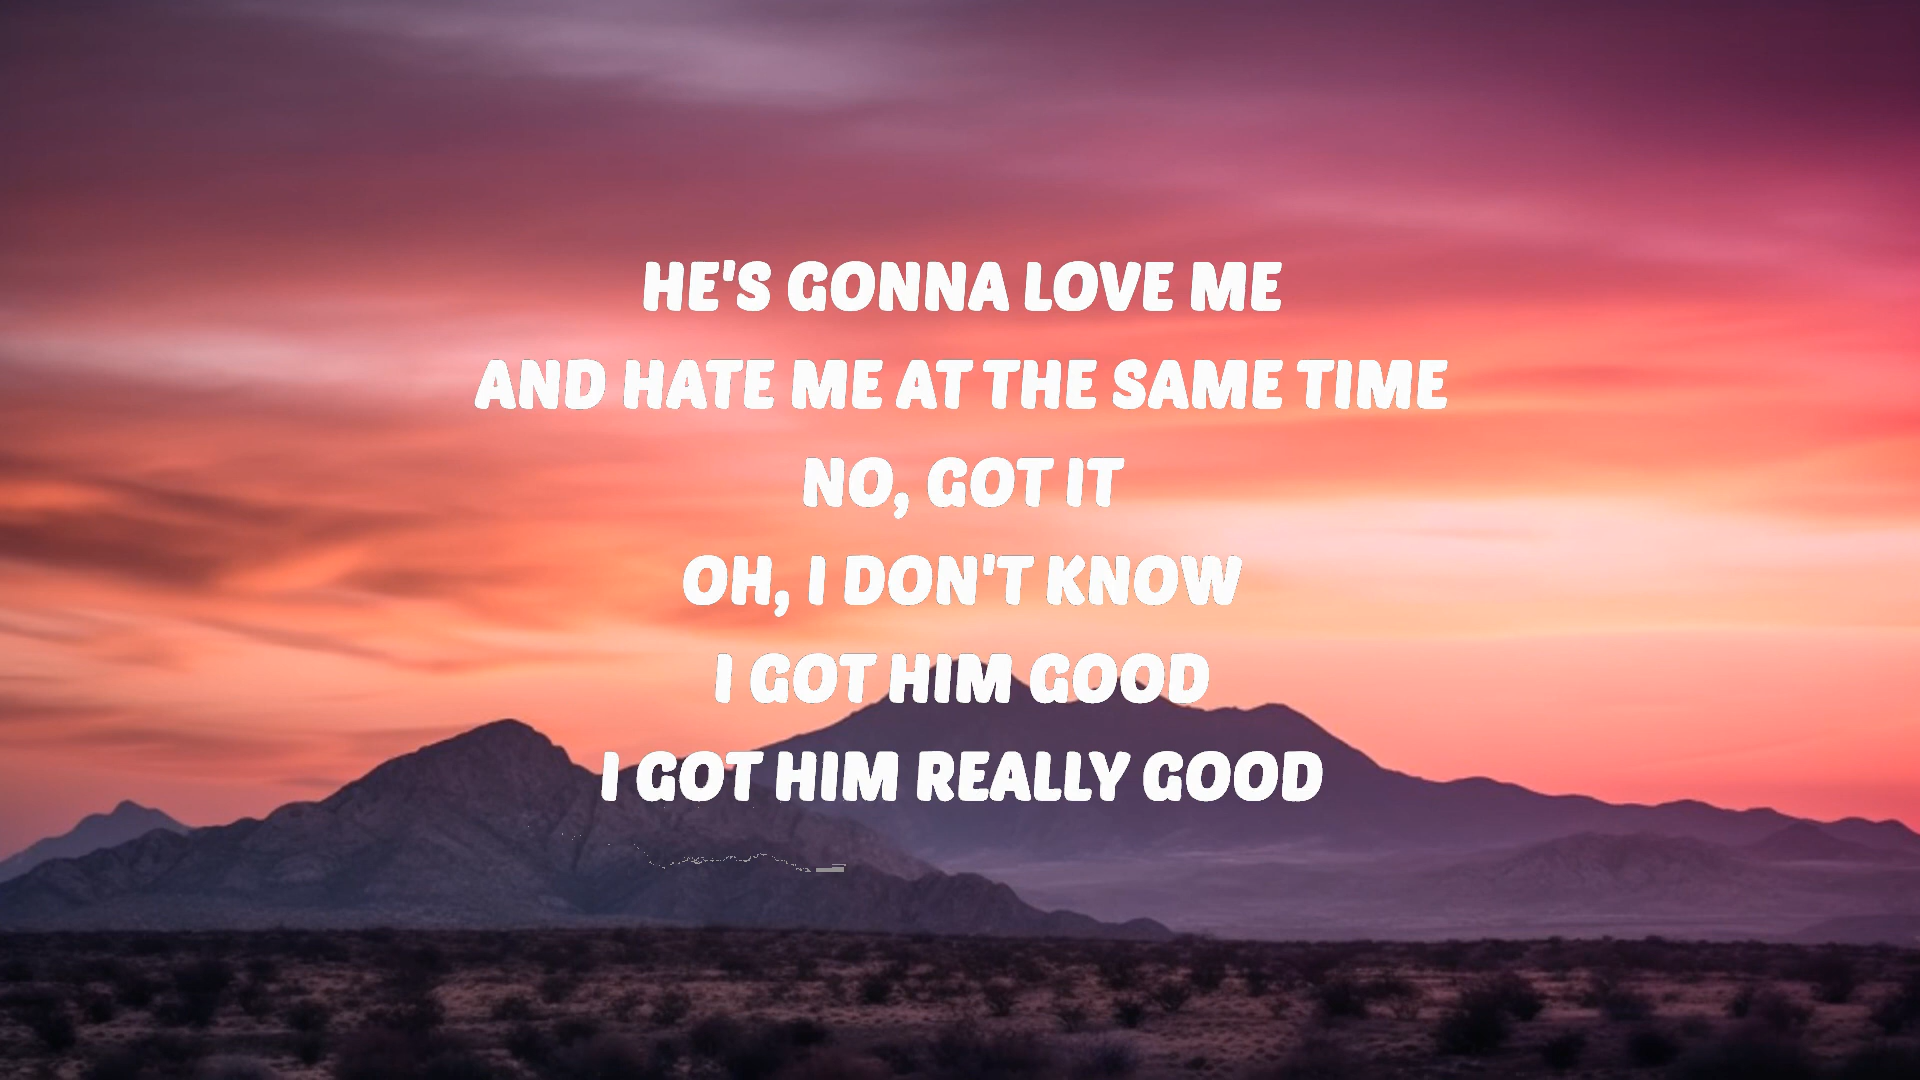 HE'S GONNA LOVE ME
AND HATE ME AT THE SAME TIME
NO, GOT IT
OH, I DON'T KNOW
I GOT HIM GOOD
I GOT HIM REALLY GOOD